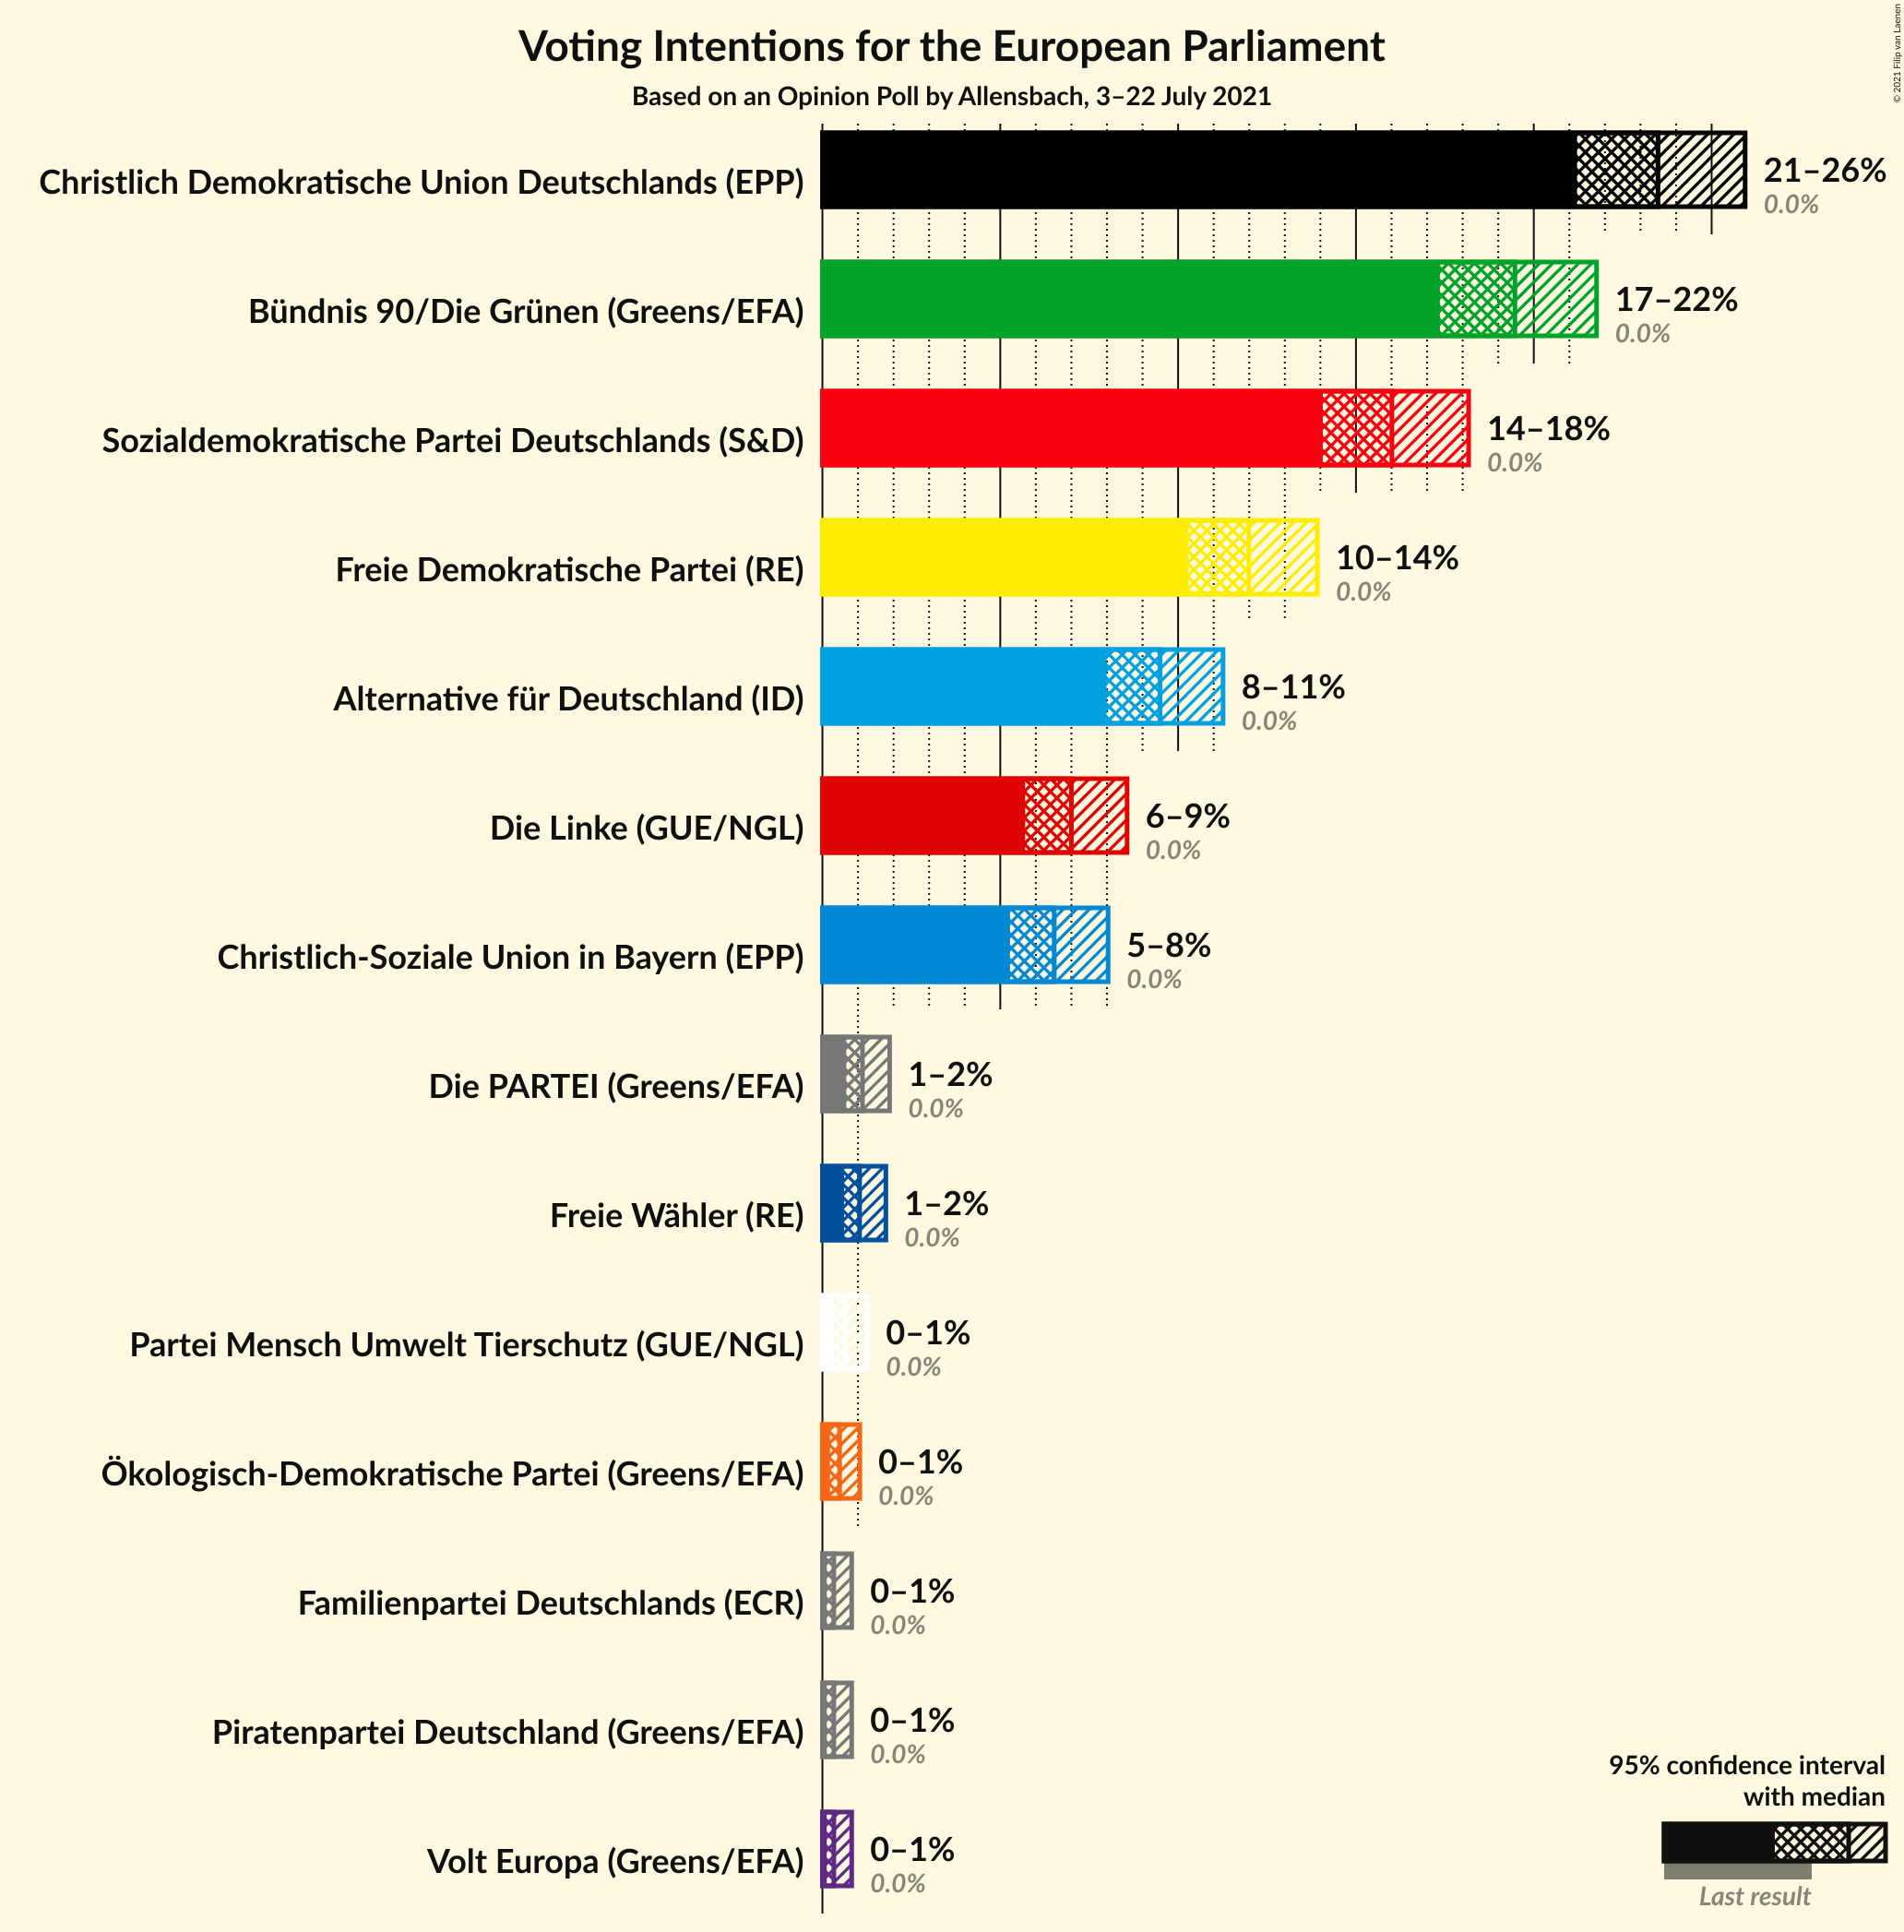 Voting Intentions for the European Parliament
Based on an Opinion Poll by Allensbach, 3–22 July 2021
© 2021 Filip van Laenen
Christlich Demokratische Union Deutschlands (EPP)
21–26%
0.0%
Bündnis 90/Die Grünen (Greens/EFA)
17–22%
0.0%
Sozialdemokratische Partei Deutschlands (S&D)
14–18%
0.0%
Freie Demokratische Partei (RE)
10–14%
0.0%
Alternative für Deutschland (ID)
8–11%
0.0%
Die Linke (GUE/NGL)
6–9%
0.0%
Christlich-Soziale Union in Bayern (EPP)
5–8%
0.0%
Die PARTEI (Greens/EFA)
1–2%
0.0%
Freie Wähler (RE)
1–2%
0.0%
Partei Mensch Umwelt Tierschutz (GUE/NGL)
0–1%
0.0%
Ökologisch-Demokratische Partei (Greens/EFA)
0–1%
0.0%
Familienpartei Deutschlands (ECR)
0–1%
0.0%
Piratenpartei Deutschland (Greens/EFA)
0–1%
0.0%
Volt Europa (Greens/EFA)
0–1%
0.0%
95% confidence interval
with median
Last result